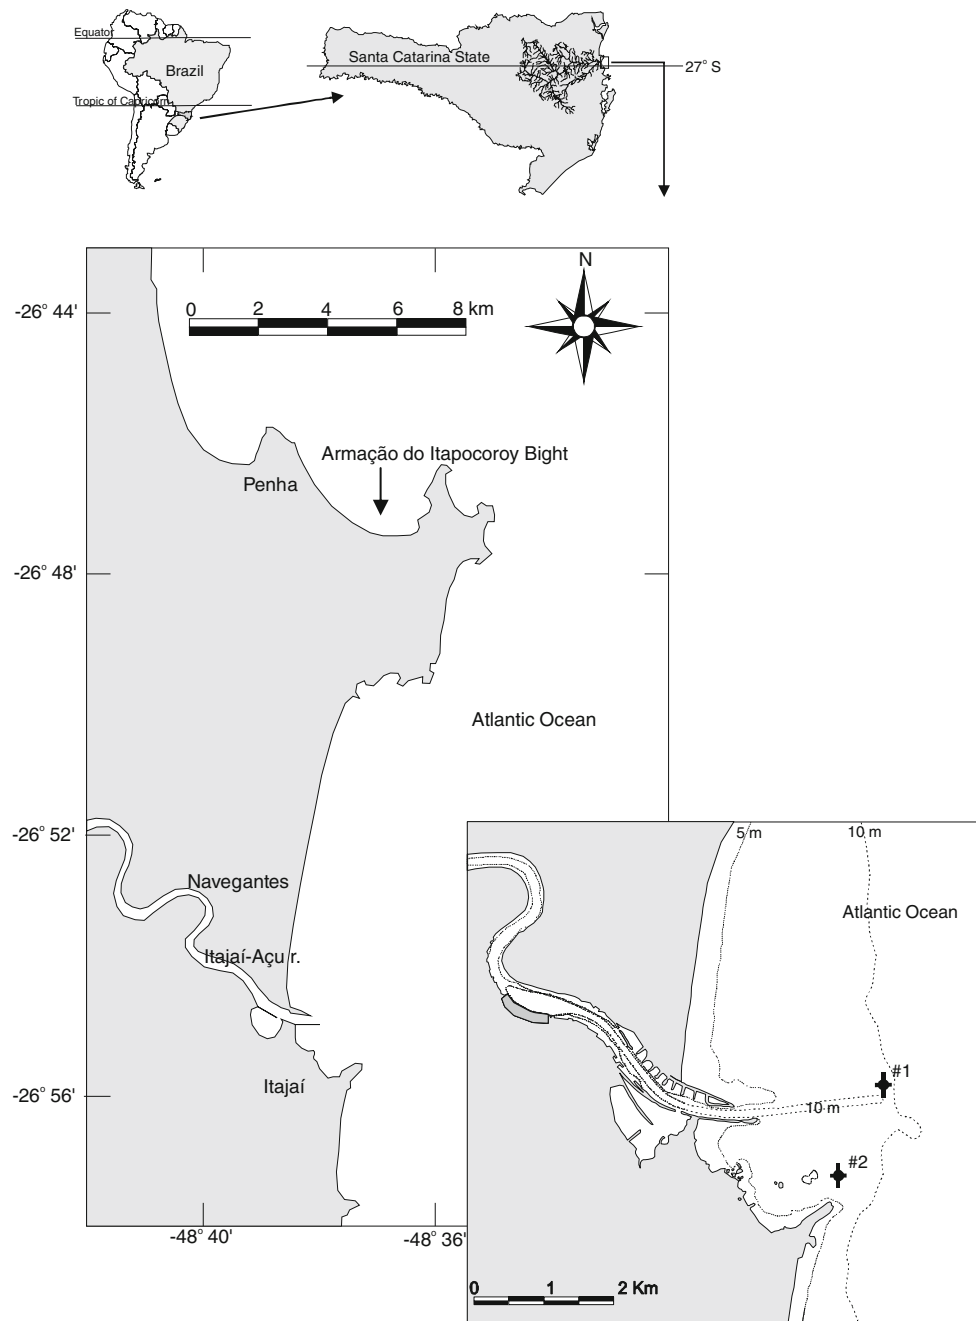 Equator
Brazil
Tropic of Capricorn
Santa Catarina State
27° S
N
0 2 4 6 8 km
-26° 44'
Armação do Itapocoroy Bight
Penha
-26° 48'
Atlantic Ocean
-26° 52'
5 m
10 m
Navegantes
Atlantic Ocean
Itajaí-Açu r.
#1
Itajaí
-26° 56'
10 m
#2
-48° 40'
-48° 36'
0 1 2 Km